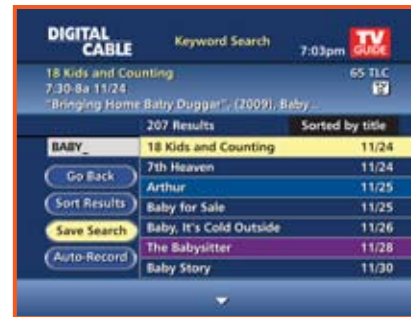 DIGITAL
CABLE
Keyword Search
7:03pm
TV
GUIDE
18 Kids and Counting
65 TLC
7:30-8a 11/24
"Bringing Home Baby Duggar", (2009), Baby...
207 Results
Sorted by title
BABY_
18 Kids and Counting 11/24
Go Back
7th Heaven 11/24
Arthur 11/25
Sort Results
Baby for Sale 11/25
Save Search
Baby, It's Cold Outside 11/26
The Babysitter 11/28
Auto-Record
Baby Story 11/30